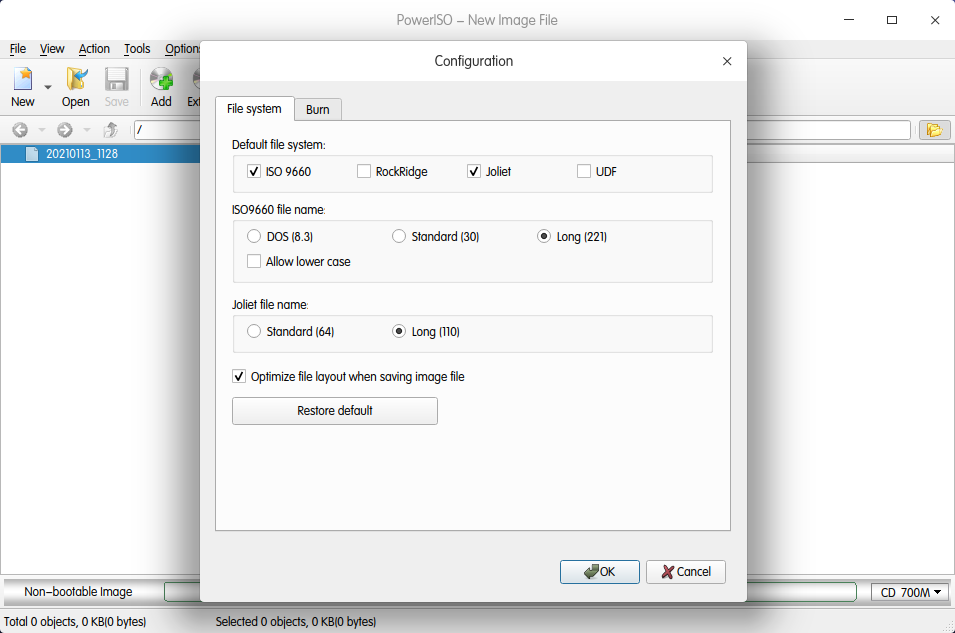 PowerISO – New Image File
File View Action Tools Option
Configuration
New Open Save Add Ext
File system Burn
/
20210113_1128
Default file system:
ISO 9660 RockRidge Joliet UDF
ISO9660 file name:
DOS (8.3) Standard (30) Long (221)
Allow lower case
Joliet file name:
Standard (64) Long (110)
Optimize file layout when saving image file
Restore default
OK Cancel
Non-bootable Image CD 700M
Total 0 objects, 0 KB(0 bytes) Selected 0 objects, 0 KB(0 bytes)